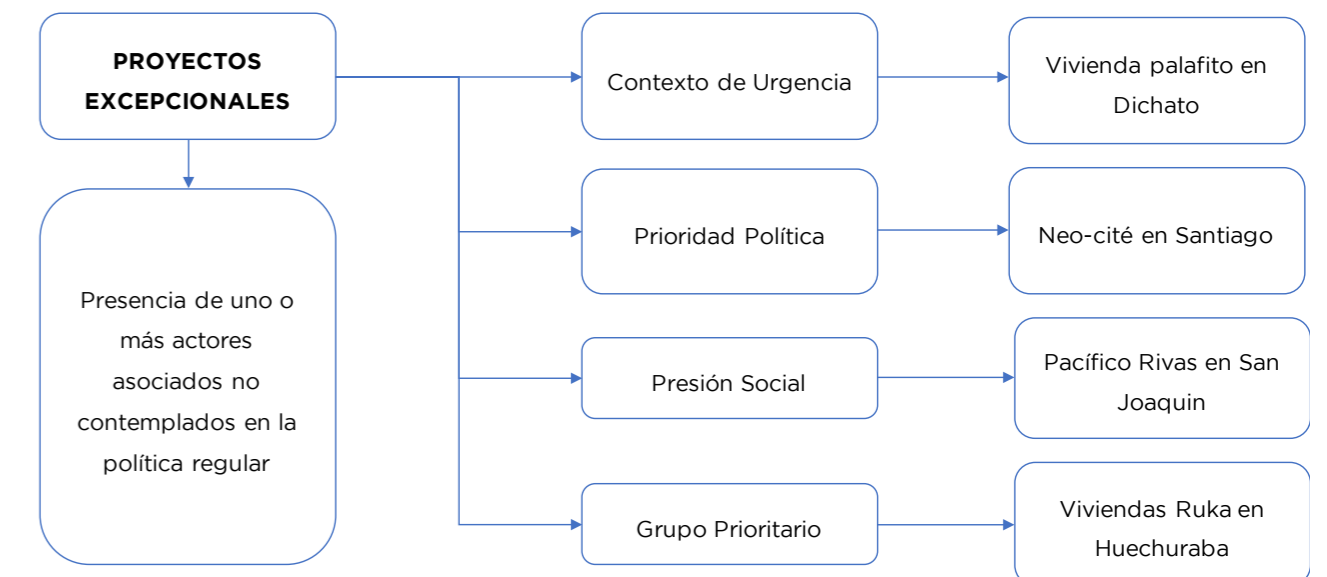 PROYECTOS
EXCEPCIONALES
Presencia de uno o
más actores
asociados no
contemplados en la
política regular
Contexto de Urgencia
Vivienda palafito en
Dichato
Prioridad Política
Neo-cité en Santiago
Presión Social
Pacífico Rivas en San
Joaquin
Grupo Prioritario
Viviendas Ruka en
Huechuraba